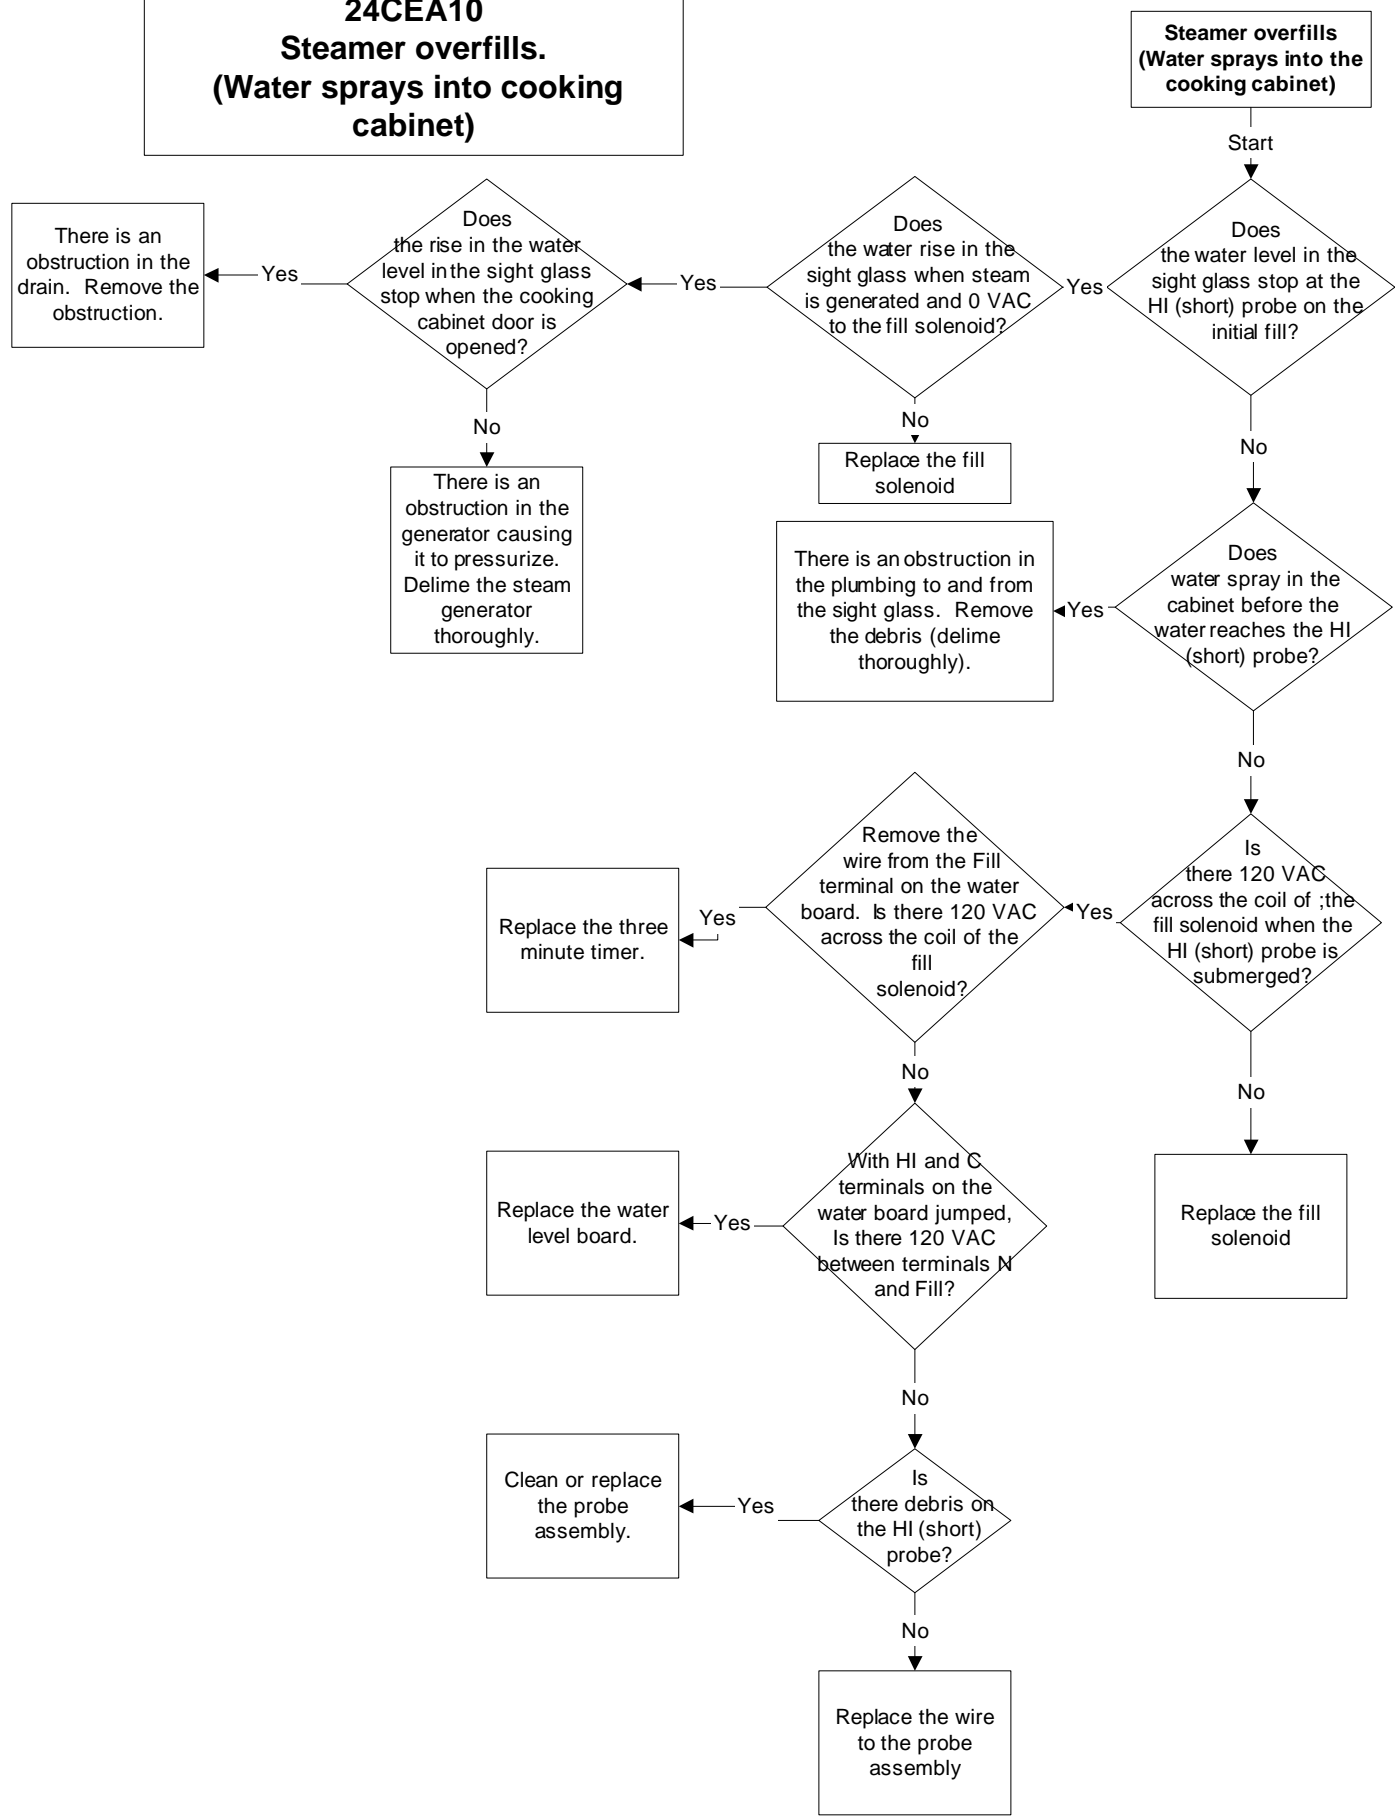 24CEA10
Steamer overfills.
(Water sprays into cooking
cabinet)
Steamer overfills
(Water sprays into the
cooking cabinet)
Start
Does
the water level in the
sight glass stop at the
HI (short) probe on the
initial fill?
Yes
Does
the water rise in the
sight glass when steam
is generated and 0 VAC
to the fill solenoid?
Yes
Does
the rise in the water
level in the sight glass
stop when the cooking
cabinet door is
opened?
Yes
There is an
obstruction in the
drain. Remove the
obstruction.
No
There is an
obstruction in the
generator causing
it to pressurize.
Delime the steam
generator
thoroughly.
No
Replace the fill
solenoid
No
Does
water spray in the
cabinet before the
water reaches the HI
(short) probe?
Yes
There is an obstruction in
the plumbing to and from
the sight glass. Remove
the debris (delime
thoroughly).
No
Is
there 120 VAC
across the coil of ;the
fill solenoid when the
HI (short) probe is
submerged?
Yes
Remove the
wire from the Fill
terminal on the water
board. Is there 120 VAC
across the coil of the
fill
solenoid?
Yes
Replace the three
minute timer.
No
Replace the fill
solenoid
No
With HI and C
terminals on the
water board jumped,
Is there 120 VAC
between terminals N
and Fill?
Yes
Replace the water
level board.
No
Is
there debris on
the HI (short)
probe?
Yes
Clean or replace
the probe
assembly.
No
Replace the wire
to the probe
assembly